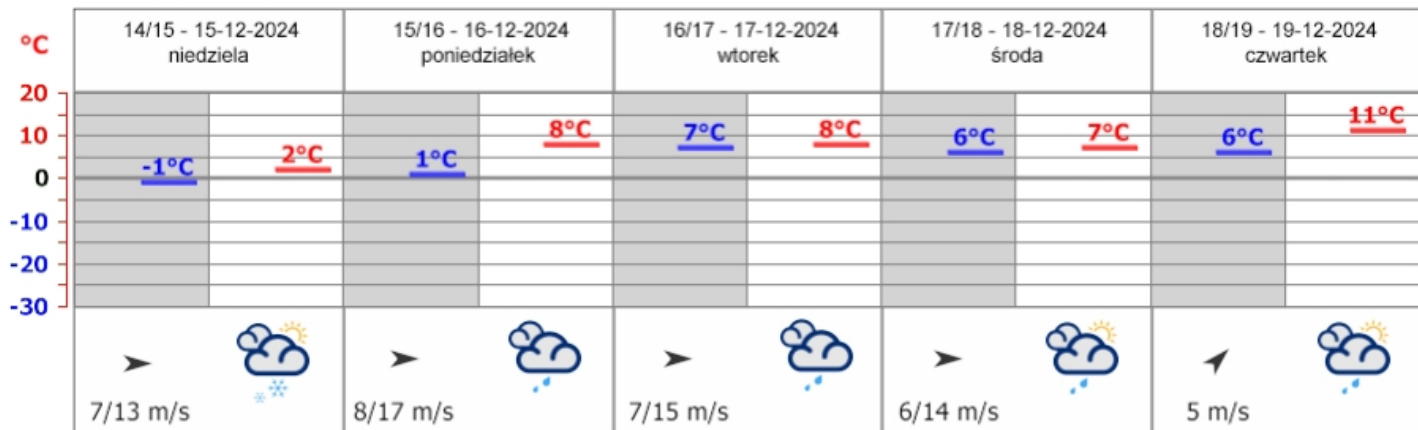 °C
14/15 - 15-12-2024
niedziela
15/16 - 16-12-2024
poniedziałek
16/17 - 17-12-2024
wtorek
17/18 - 18-12-2024
środa
18/19 - 19-12-2024
czwartek
20
10
0
-10
-20
-30
-1°C
2°C
1°C
8°C
7°C
8°C
6°C
7°C
6°C
11°C
7/13 m/s
8/17 m/s
7/15 m/s
6/14 m/s
5 m/s